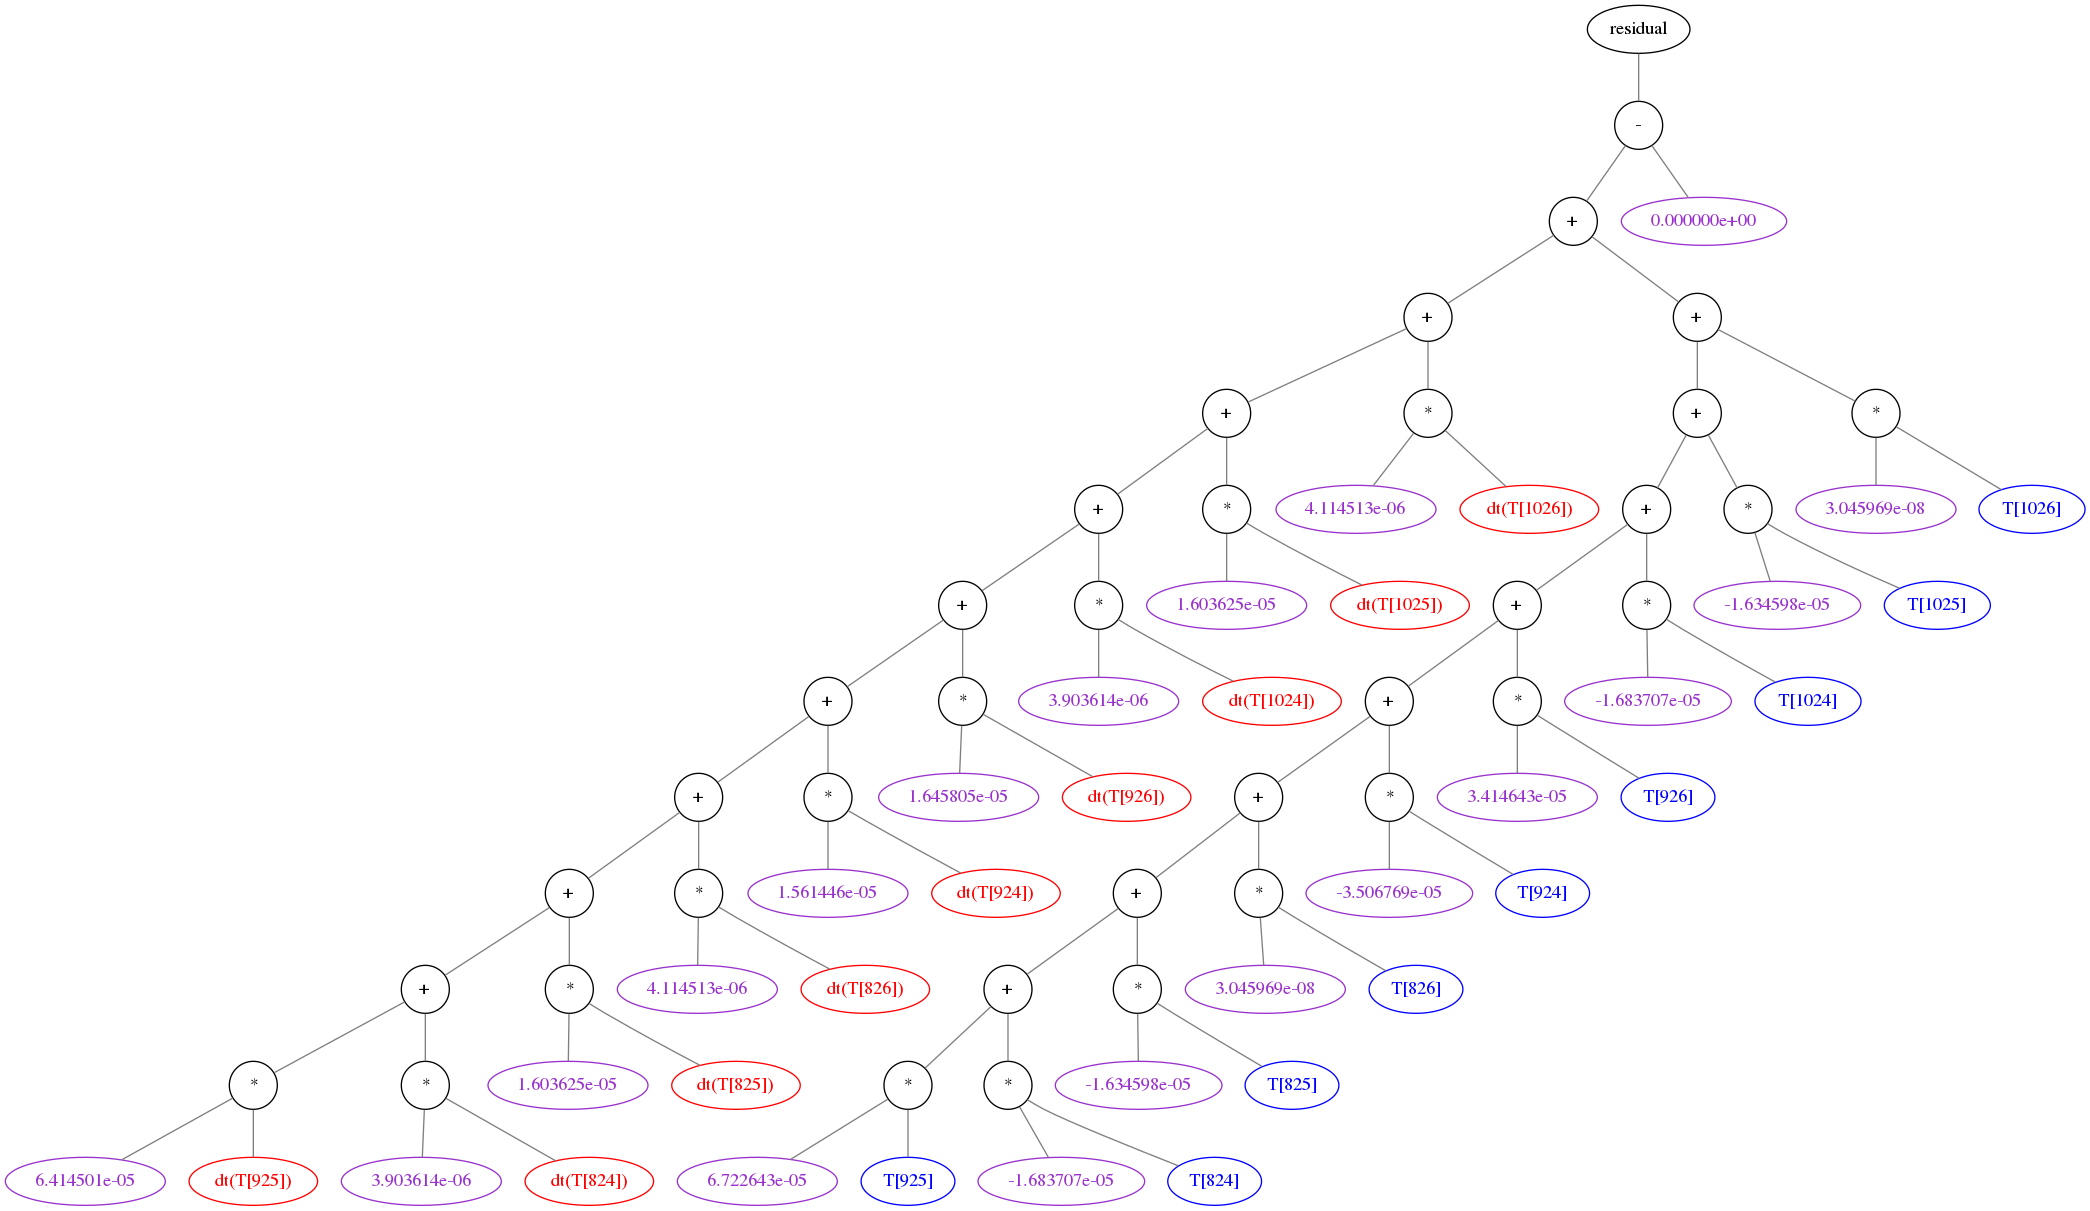 residual
-
+ 0.000000e+00
+ +
+ * + *
+ * 4.114513e-06 dt(T[1026]) + * 3.045969e-08 T[1026]
+ * 1.603625e-05 dt(T[1025]) + * -1.634598e-05 T[1025]
+ * 3.903614e-06 dt(T[1024]) + * -1.683707e-05 T[1024]
+ * 1.645805e-05 dt(T[926]) + * 3.414643e-05 T[926]
+ * 1.561446e-05 dt(T[924]) + * -3.506769e-05 T[924]
+ * 4.114513e-06 dt(T[826]) + * 3.045969e-08 T[826]
* * 1.603625e-05 dt(T[825]) * * -1.634598e-05 T[825]
6.414501e-05 dt(T[925]) 3.903614e-06 dt(T[824]) 6.722643e-05 T[925] -1.683707e-05 T[824]